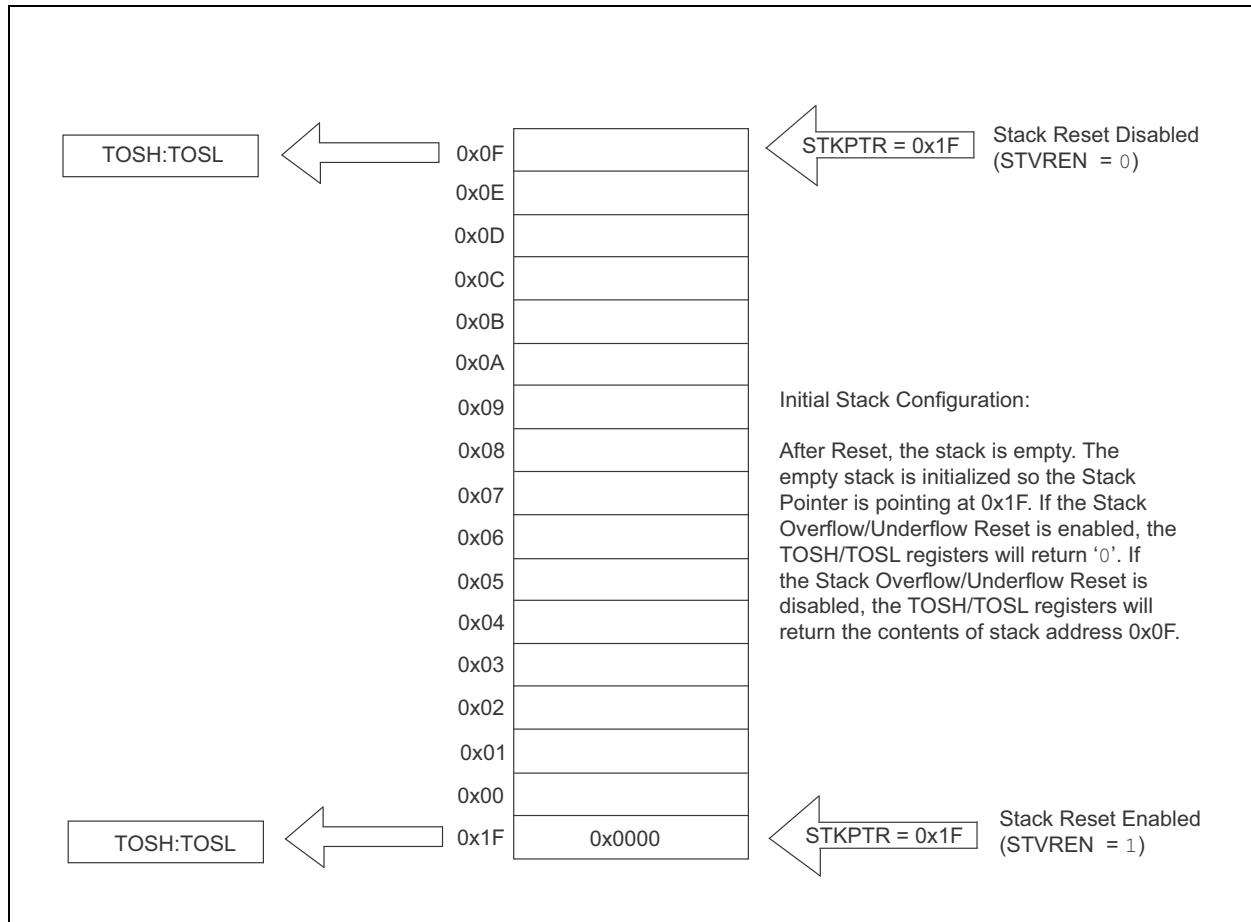 TOSH:TOSL
0x0F
STKPTR = 0x1F
Stack Reset Disabled
(STVREN = 0)
0x0E
0x0D
0x0C
0x0B
0x0A
0x09
0x08
0x07
0x06
0x05
0x04
0x03
0x02
0x01
0x00
Initial Stack Configuration:
After Reset, the stack is empty. The
empty stack is initialized so the Stack
Pointer is pointing at 0x1F. If the Stack
Overflow/Underflow Reset is enabled, the
TOSH/TOSL registers will return ‘0’. If
the Stack Overflow/Underflow Reset is
disabled, the TOSH/TOSL registers will
return the contents of stack address 0x0F.
TOSH:TOSL
0x1F
0x0000
STKPTR = 0x1F
Stack Reset Enabled
(STVREN = 1)